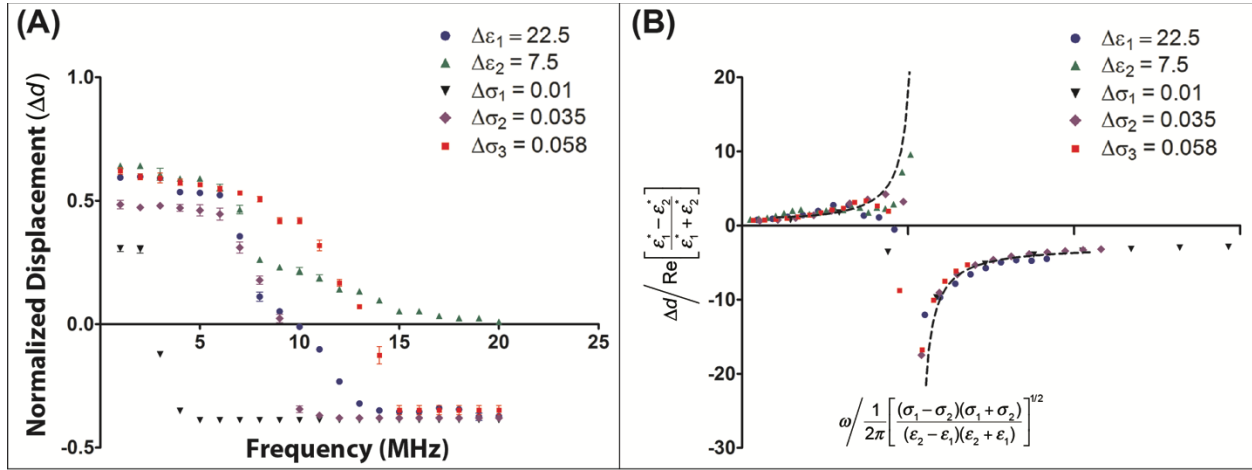 (A)
Δε₁ = 22.5
Δε₂ = 7.5
Δσ₁ = 0.01
Δσ₂ = 0.035
Δσ₃ = 0.058
Normalized Displacement (Δd)
1.0
0.5
0.0
-0.5
5
10
15
20
25
Frequency (MHz)
(B)
Δε₁ = 22.5
Δε₂ = 7.5
Δσ₁ = 0.01
Δσ₂ = 0.035
Δσ₃ = 0.058
Δd / Re[(ε₁* − ε₂*)/(ε₁* + ε₂*)]
20
10
0
-10
-20
-30
ω / (1/2π) [(σ₁ − σ₂)(σ₁ + σ₂)/(ε₂ − ε₁)(ε₂ + ε₁)]^1/2